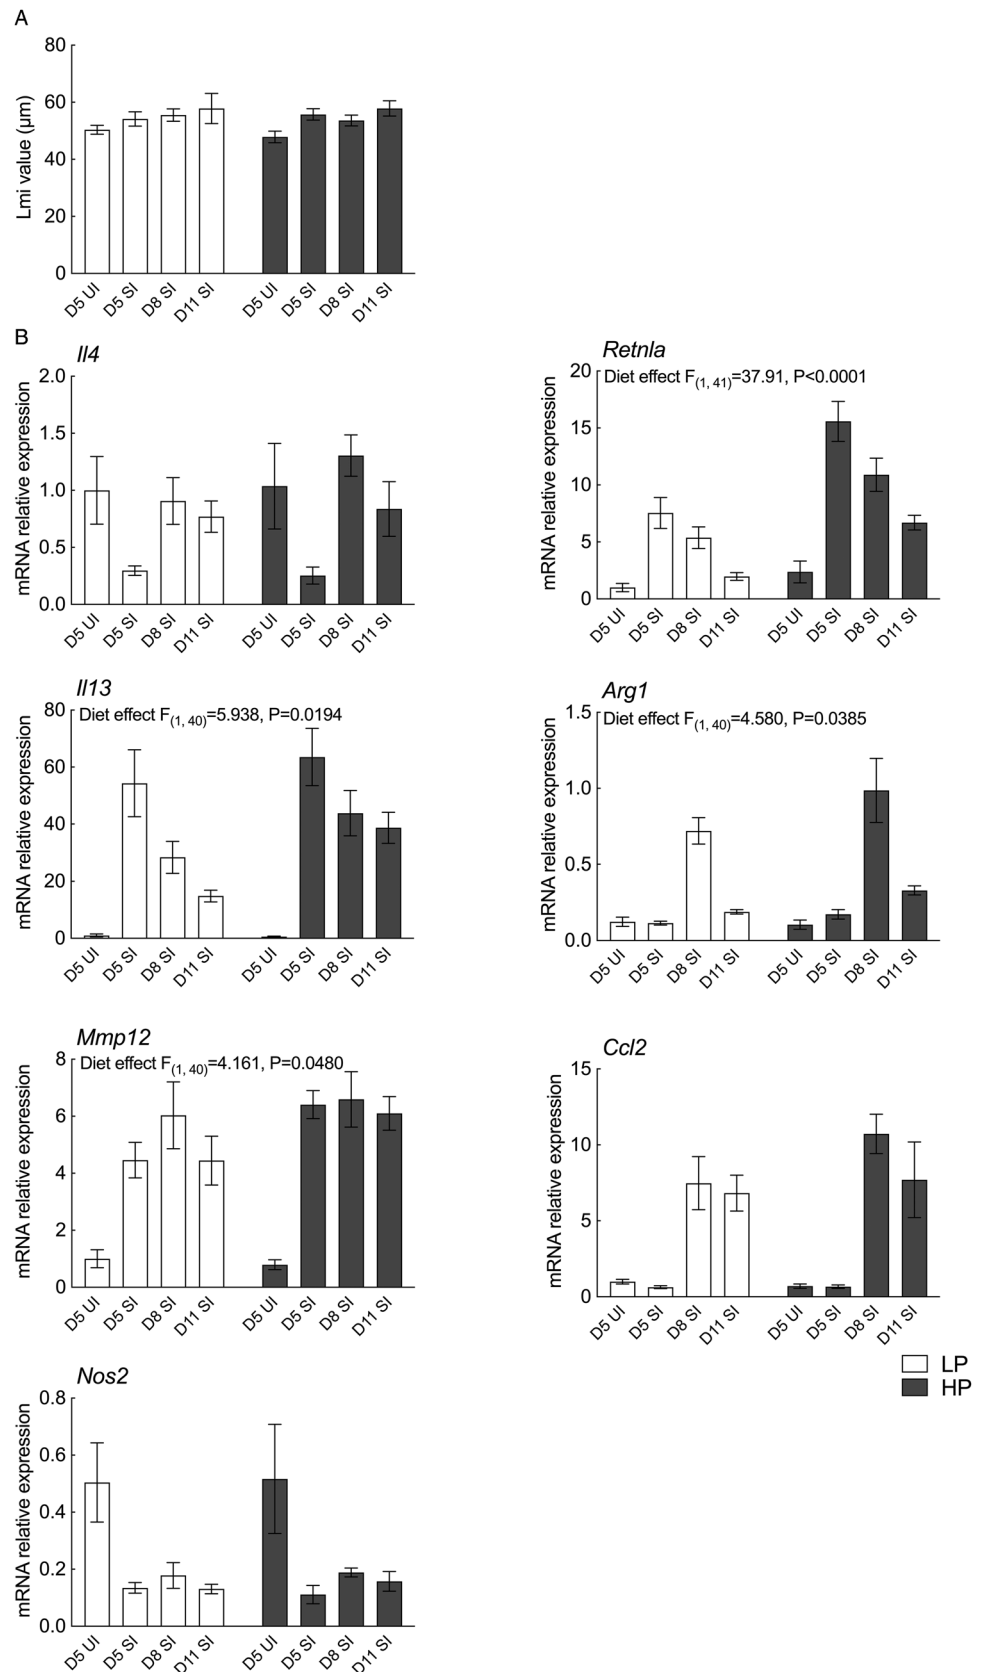 A
80
60
40
20
0
Lmi value (µm)
D5 UI D5 SI D8 SI D11 SI D5 UI D5 SI D8 SI D11 SI
B
Il4
2.0
1.5
1.0
0.5
0.0
mRNA relative expression
D5 UI D5 SI D8 SI D11 SI D5 UI D5 SI D8 SI D11 SI
Retnla
Diet effect F(1, 41)=37.91, P<0.0001
20
15
10
5
0
mRNA relative expression
D5 UI D5 SI D8 SI D11 SI D5 UI D5 SI D8 SI D11 SI
Il13
Diet effect F(1, 40)=5.938, P=0.0194
80
60
40
20
0
mRNA relative expression
D5 UI D5 SI D8 SI D11 SI D5 UI D5 SI D8 SI D11 SI
Arg1
Diet effect F(1, 40)=4.580, P=0.0385
1.5
1.0
0.5
0.0
mRNA relative expression
D5 UI D5 SI D8 SI D11 SI D5 UI D5 SI D8 SI D11 SI
Mmp12
Diet effect F(1, 40)=4.161, P=0.0480
8
6
4
2
0
mRNA relative expression
D5 UI D5 SI D8 SI D11 SI D5 UI D5 SI D8 SI D11 SI
Ccl2
15
10
5
0
mRNA relative expression
D5 UI D5 SI D8 SI D11 SI D5 UI D5 SI D8 SI D11 SI
LP
HP
Nos2
0.8
0.6
0.4
0.2
0.0
mRNA relative expression
D5 UI D5 SI D8 SI D11 SI D5 UI D5 SI D8 SI D11 SI